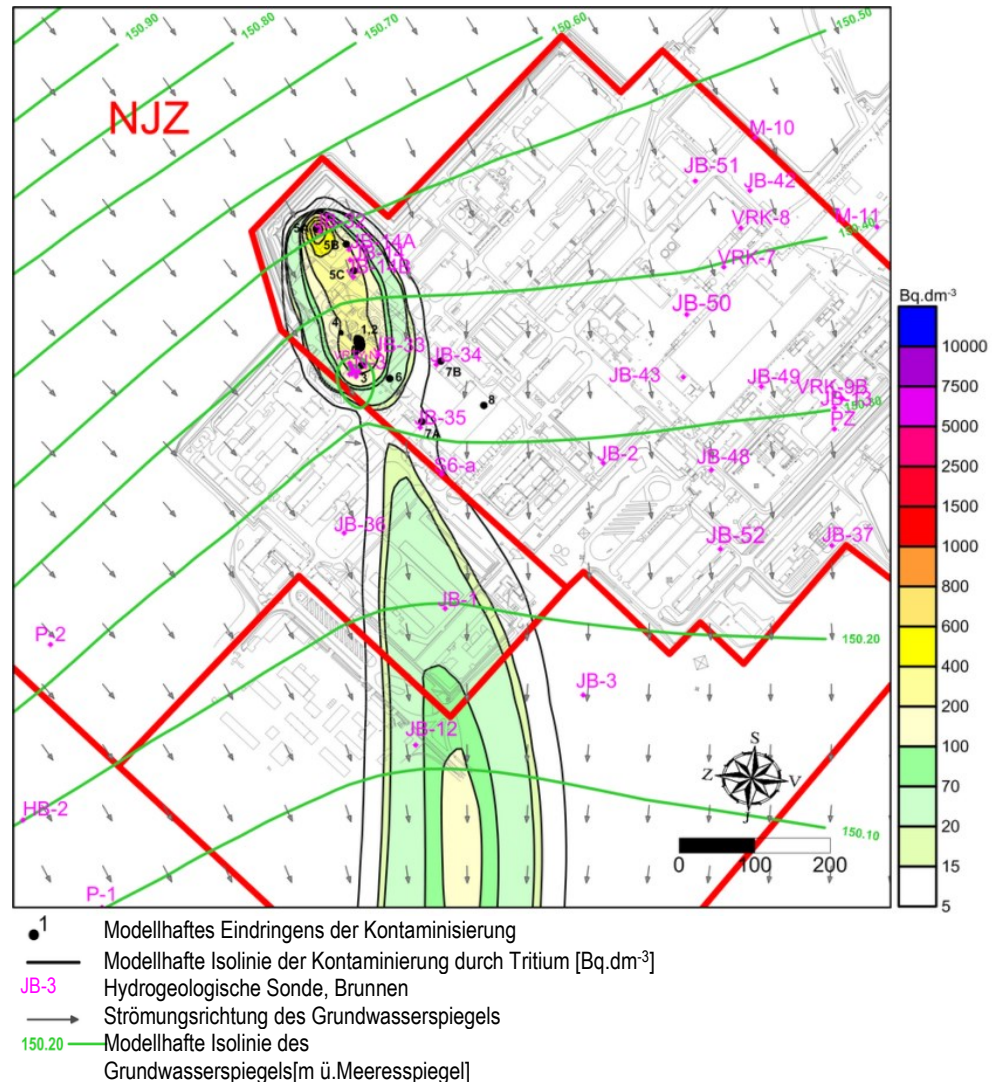 150.90
150.80
150.70
150.60
150.50
NJZ
M-10
JB-51
JB-42
VRK-8
M-11
150.40
5B
JB-14A
5C
JB-14B
VRK-7
Bq.dm-3
JB-50
10000
4
1,2
JB-33
JB-34
7B
7500
3
6
JB-43
JB-49
VRK-9B
8
5000
JB-35
7A
PZ
2500
S6-a
JB-2
JB-48
1500
JB-36
JB-52
JB-37
1000
800
JB-1
600
P-2
150.20
400
JB-3
200
JB-12
S
100
Z
V
70
HB-2
J
150.10
20
0
100
200
15
P-1
5
●1 Modellhaftes Eindringens der Kontaminisierung
Modellhafte Isolinie der Kontaminierung durch Tritium [Bq.dm-3]
JB-3 Hydrogeologische Sonde, Brunnen
Strömungsrichtung des Grundwasserspiegels
150.20 Modellhafte Isolinie des
Grundwasserspiegels[m ü.Meeresspiegel]